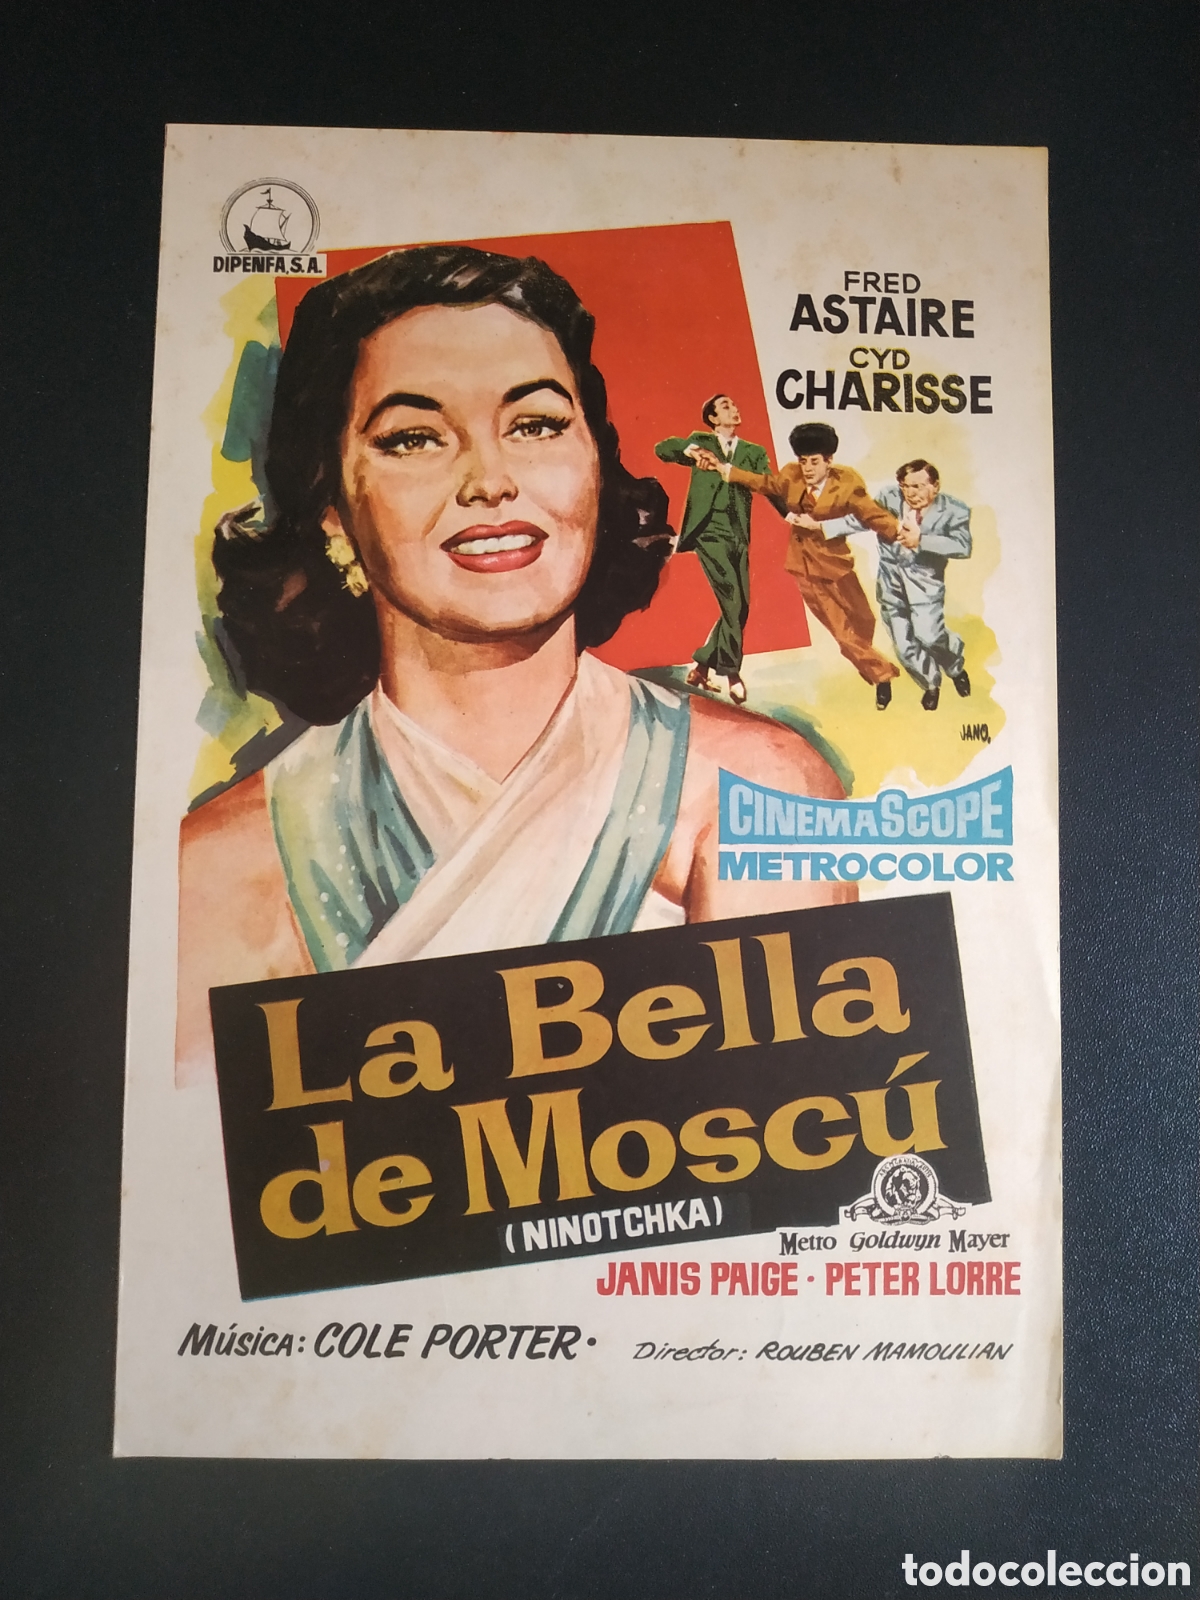 DIPENFA, S.A.
FRED
ASTAIRE
CYD
CHARISSE
JANO.
CINEMASCOPE
METROCOLOR
La Bella
de Moscú
(NINOTCHKA)
Metro Goldwyn Mayer
JANIS PAIGE · PETER LORRE
Música: COLE PORTER ·
Director: ROUBEN MAMOULIAN
todocoleccion